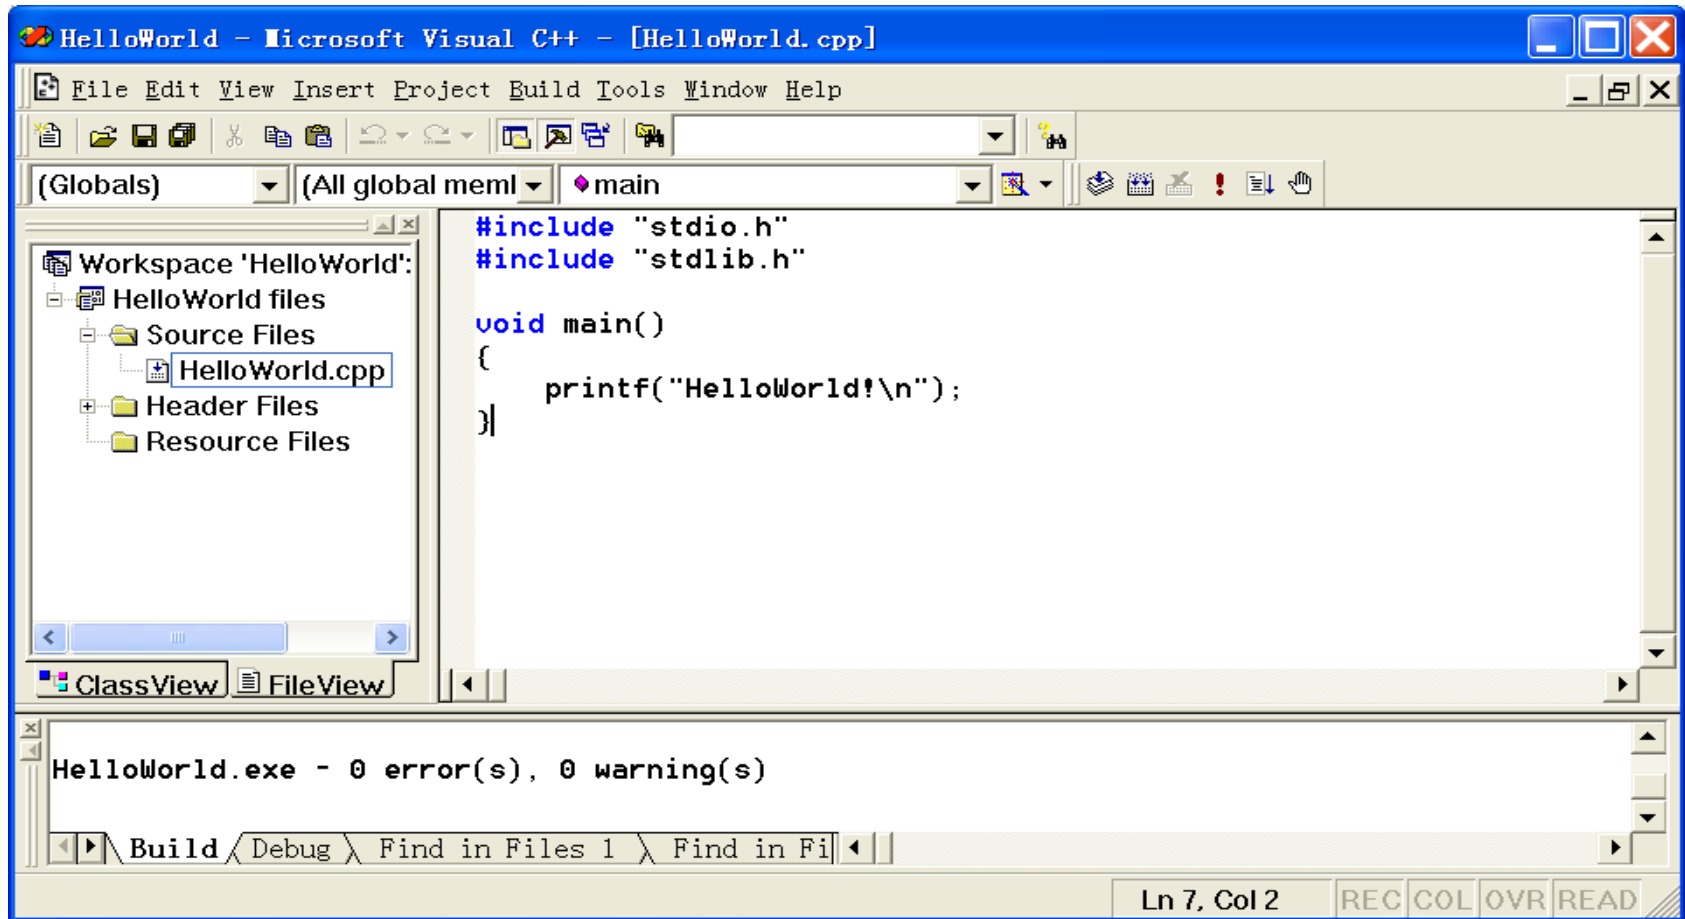 HelloWorld - Microsoft Visual C++ - [HelloWorld.cpp]
File Edit View Insert Project Build Tools Window Help
(Globals) (All global meml main
Workspace 'HelloWorld':
HelloWorld files
Source Files
HelloWorld.cpp
Header Files
Resource Files
ClassView FileView
#include "stdio.h"
#include "stdlib.h"
void main()
{
printf("HelloWorld!\n");
}
HelloWorld.exe - 0 error(s), 0 warning(s)
Build Debug Find in Files 1 Find in Fi
Ln 7, Col 2 REC COL OVR READ